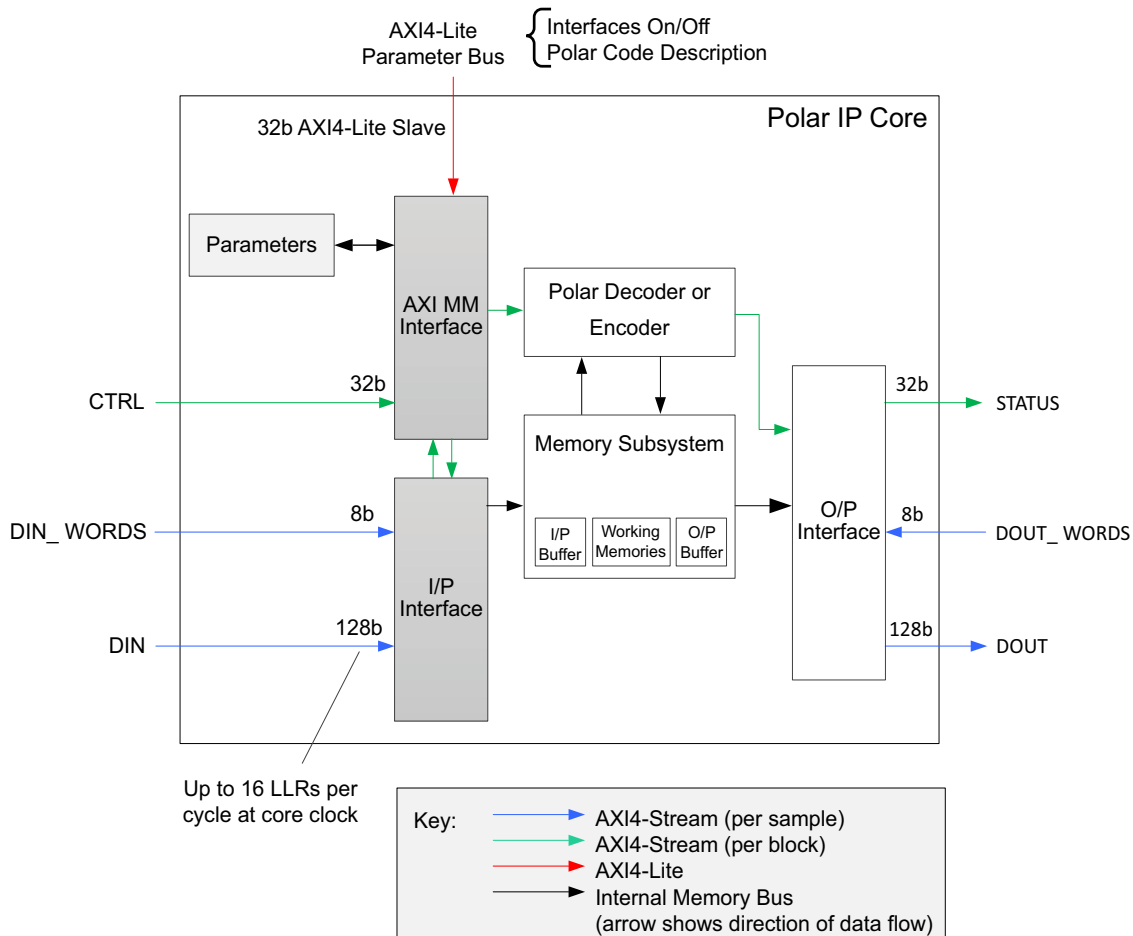 AXI4-Lite
Parameter Bus
Interfaces On/Off
Polar Code Description
Polar IP Core
32b AXI4-Lite Slave
Parameters
AXI MM
Interface
Polar Decoder or
Encoder
CTRL
32b
32b
STATUS
Memory Subsystem
DIN_ WORDS
8b
I/P
Buffer
Working
Memories
O/P
Buffer
O/P
Interface
8b
DOUT_ WORDS
I/P
Interface
DIN
128b
128b
DOUT
Up to 16 LLRs per
cycle at core clock
Key:
AXI4-Stream (per sample)
AXI4-Stream (per block)
AXI4-Lite
Internal Memory Bus
(arrow shows direction of data flow)